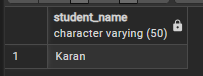 student_name
character varying (50)
1 Karan